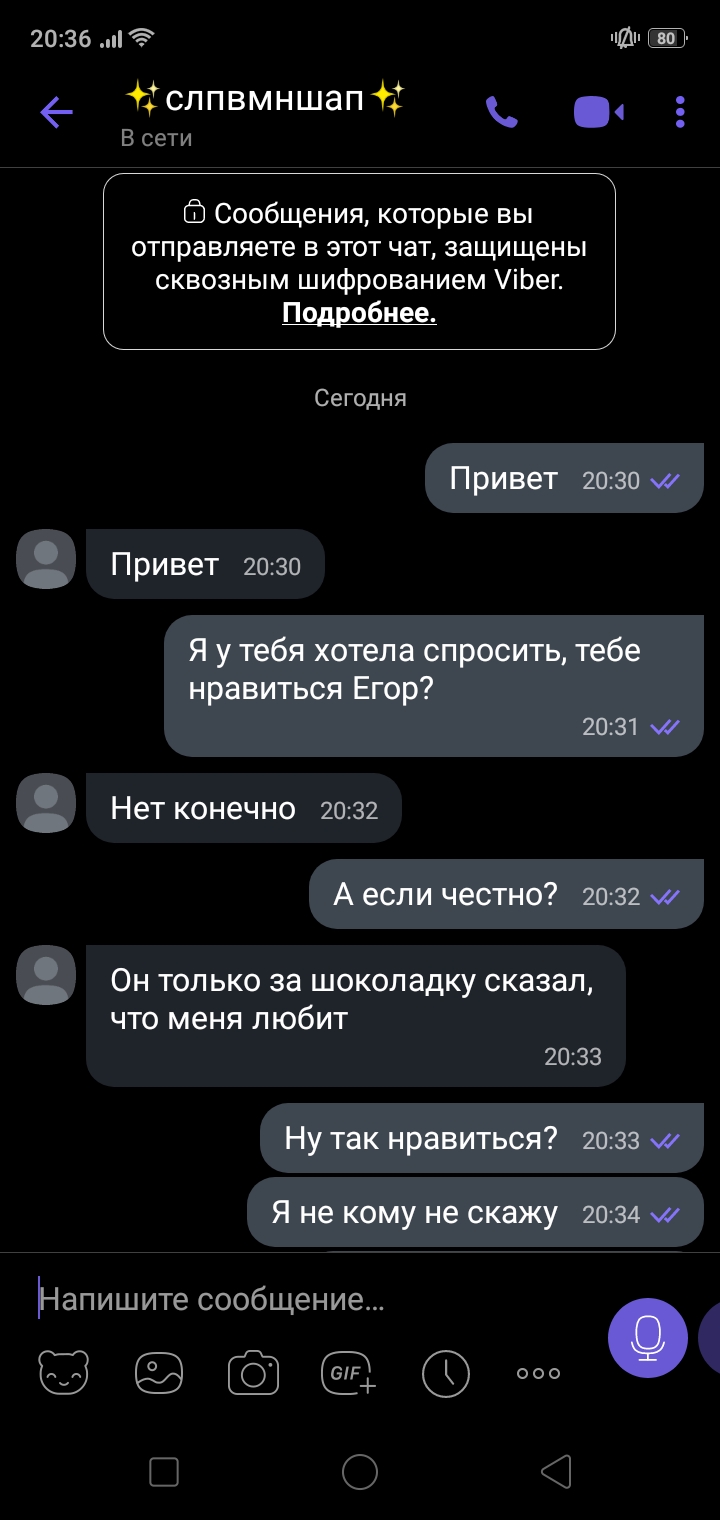 20:36
80
✨слпвмншап✨
В сети
Сообщения, которые вы
отправляете в этот чат, защищены
сквозным шифрованием Viber.
Подробнее.
Сегодня
Привет 20:30
Привет 20:30
Я у тебя хотела спросить, тебе
нравиться Егор?
20:31
Нет конечно 20:32
А если честно? 20:32
Он только за шоколадку сказал,
что меня любит
20:33
Ну так нравиться? 20:33
Я не кому не скажу 20:34
Напишите сообщение...
GIF